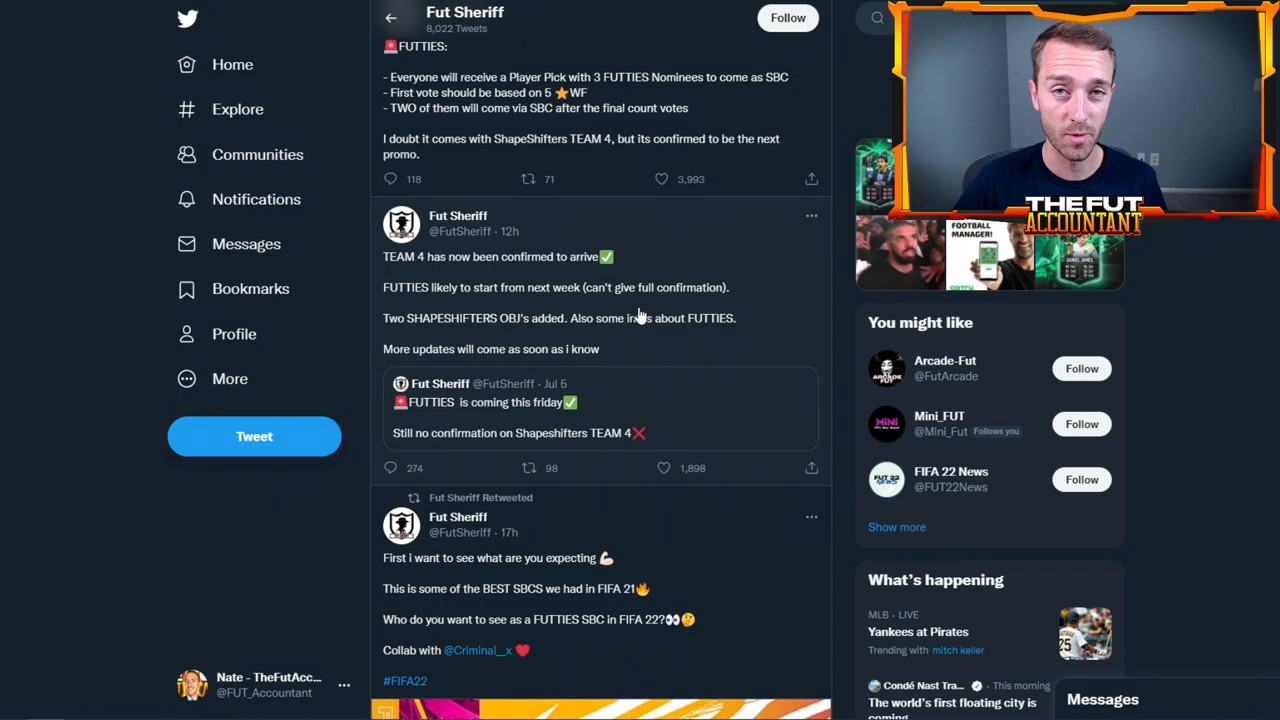 Fut Sheriff
8,022 Tweets
Follow
Home
Explore
Communities
Notifications
Messages
Bookmarks
Profile
More
Tweet
Nate - TheFutAcc...
@FUT_Accountant
🚨FUTTIES:
- Everyone will receive a Player Pick with 3 FUTTIES Nominees to come as SBC
- First vote should be based on 5 ⭐WF
- TWO of them will come via SBC after the final count votes
I doubt it comes with ShapeShifters TEAM 4, but its confirmed to be the next
promo.
118 71 3,993
Fut Sheriff
@FutSheriff · 12h
TEAM 4 has now been confirmed to arrive✅
FUTTIES likely to start from next week (can't give full confirmation).
Two SHAPESHIFTERS OBJ's added. Also some about FUTTIES.
More updates will come as soon as i know
Fut Sheriff @FutSheriff · Jul 5
🚨FUTTIES is coming this friday✅
Still no confirmation on Shapeshifters TEAM 4❌
274 98 1,898
Fut Sheriff Retweeted
Fut Sheriff
@FutSheriff · 17h
First i want to see what are you expecting 💪🏻
This is some of the BEST SBCS we had in FIFA 21🔥
Who do you want to see as a FUTTIES SBC in FIFA 22?👀🤔
Collab with @Criminal__x ❤️
#FIFA22
THE FUT
ACCOUNTANT
FOOTBALL
MANAGER!
DANIEL JAMES
You might like
Arcade-Fut
@FutArcade
Follow
Mini_FUT
@Mini_Fut Follows you
Follow
FIFA 22 News
@FUT22News
Follow
Show more
What's happening
MLB · LIVE
Yankees at Pirates
Trending with mitch keller
Condé Nast Tra... · This morning
The world's first floating city is
coming
Messages